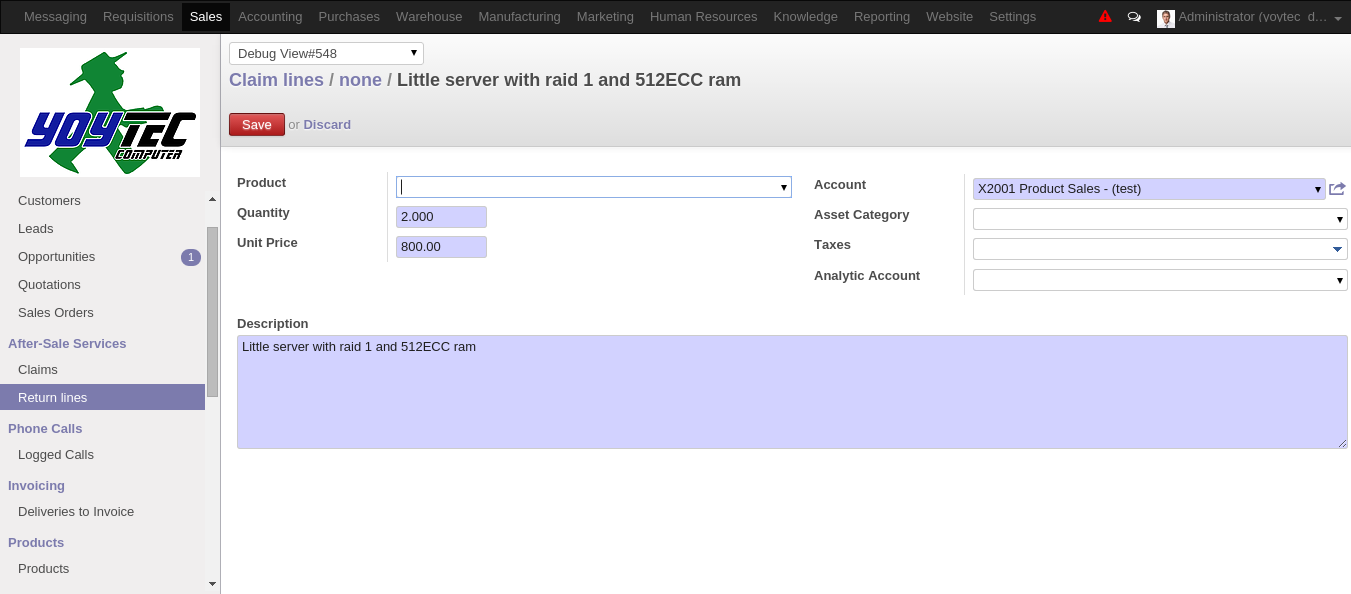 Messaging Requisitions Sales Accounting Purchases Warehouse Manufacturing Marketing Human Resources Knowledge Reporting Website Settings Administrator (yoytec_d…
YOYTEC
COMPUTER
Customers
Leads
Opportunities 1
Quotations
Sales Orders
After-Sale Services
Claims
Return lines
Phone Calls
Logged Calls
Invoicing
Deliveries to Invoice
Products
Products
Debug View#548
Claim lines / none / Little server with raid 1 and 512ECC ram
Save or Discard
Product
Quantity 2.000
Unit Price 800.00
Account X2001 Product Sales - (test)
Asset Category
Taxes
Analytic Account
Description
Little server with raid 1 and 512ECC ram